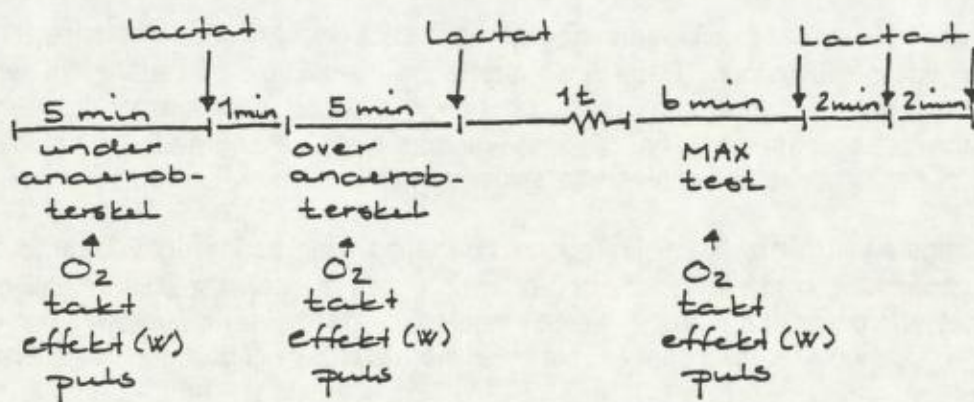 Lactat Lactat Lactat
5 min 1min 5 min 1t 6 min 2min 2min
under over MAX
anaerob- anaerob- test
terskel terskel
O2 O2 O2
takt takt takt
effekt (W) effekt (W) effekt (W)
puls puls puls